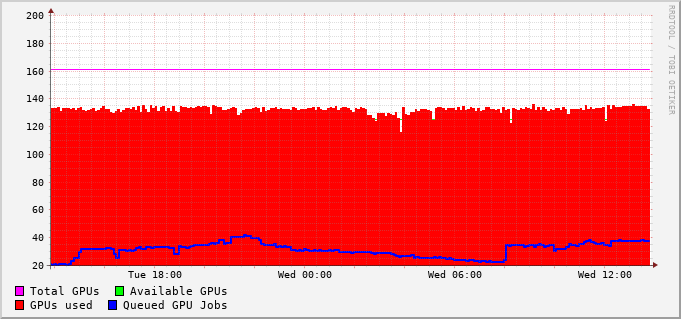 200
180
160
140
120
100
80
60
40
20
Tue 18:00 Wed 00:00 Wed 06:00 Wed 12:00
Total GPUs Available GPUs
GPUs used Queued GPU Jobs
RRDTOOL / TOBI OETIKER